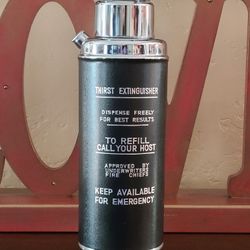 THIRST EXTINGUISHER
DISPENSE FREELY
FOR BEST RESULTS
TO REFILL
CALL YOUR HOST
APPROVED BY
UNDERWRITERS
FIRE CHIEFS
KEEP AVAILABLE
FOR EMERGENCY